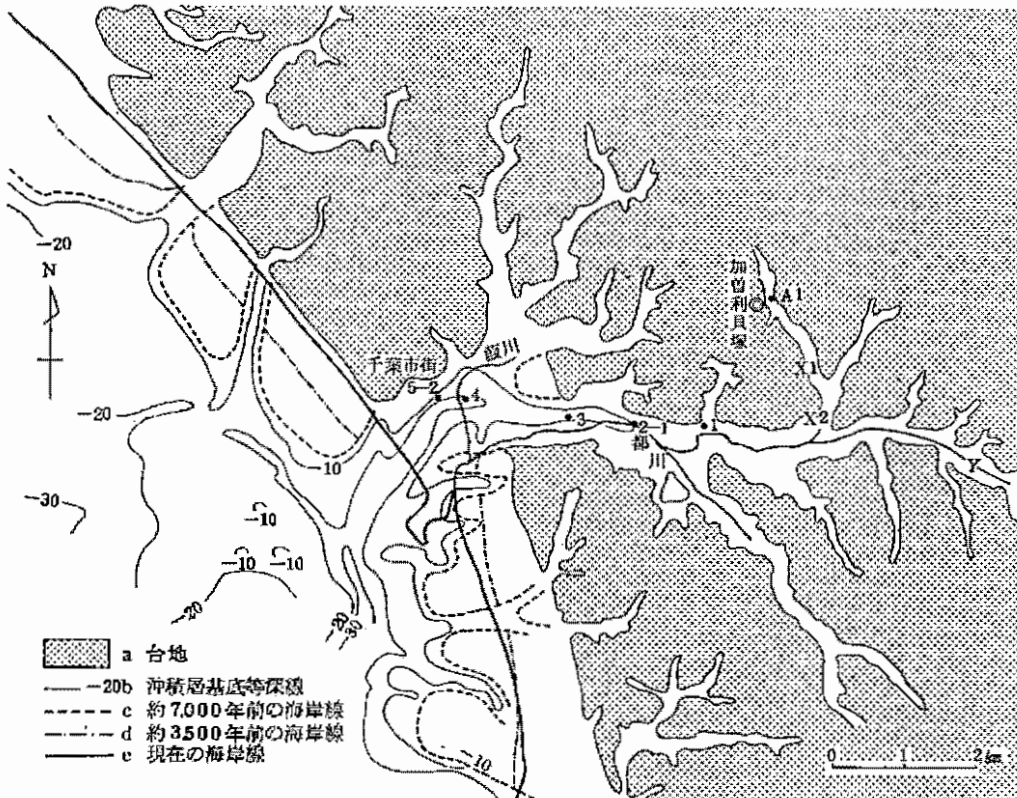 -20
N
-20
-30
-10
-10
-10
-20
-20
-30
-10
-10
千葉市街
5-2
4
葭川
3
2-1
都川
1
加曽利貝塚
A1
X1
X2
Y
a 台地
-20b 沖積層基底等深線
c 約7,000年前の海岸線
d 約3,500年前の海岸線
e 現在の海岸線
0 1 2km